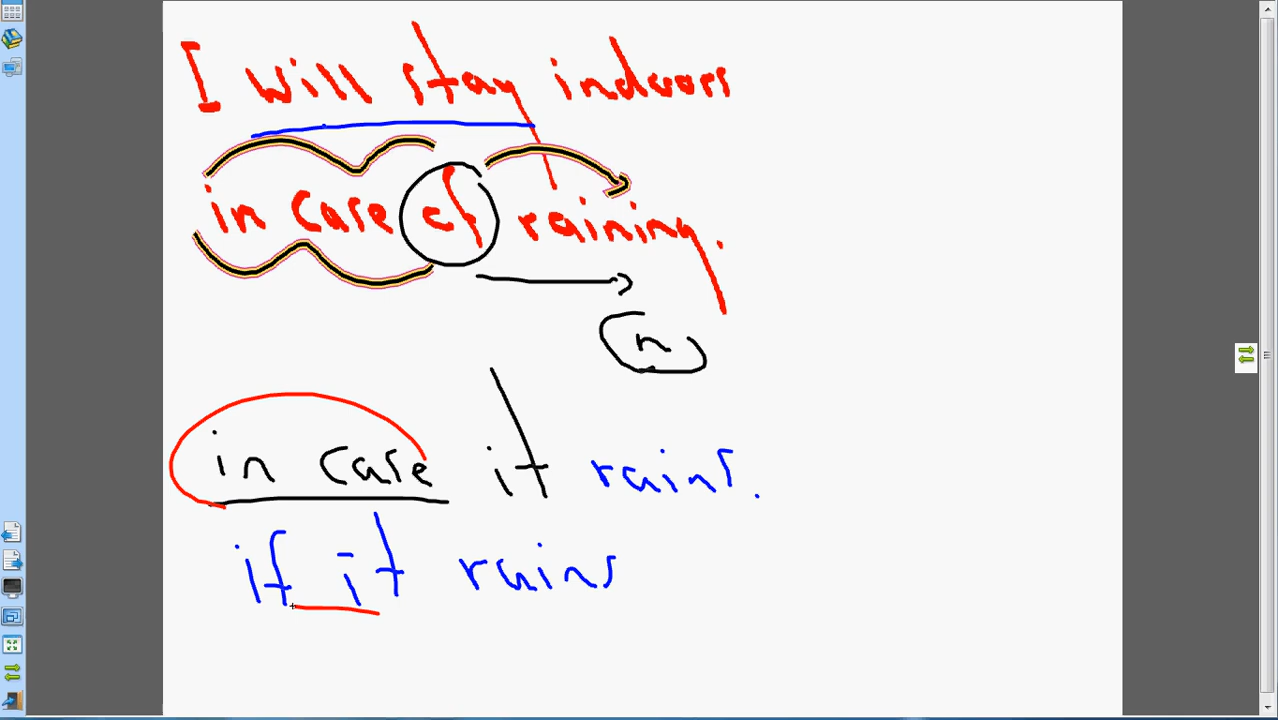 I will stay indoors
in case of raining.
n
in case it rains.
if it rains